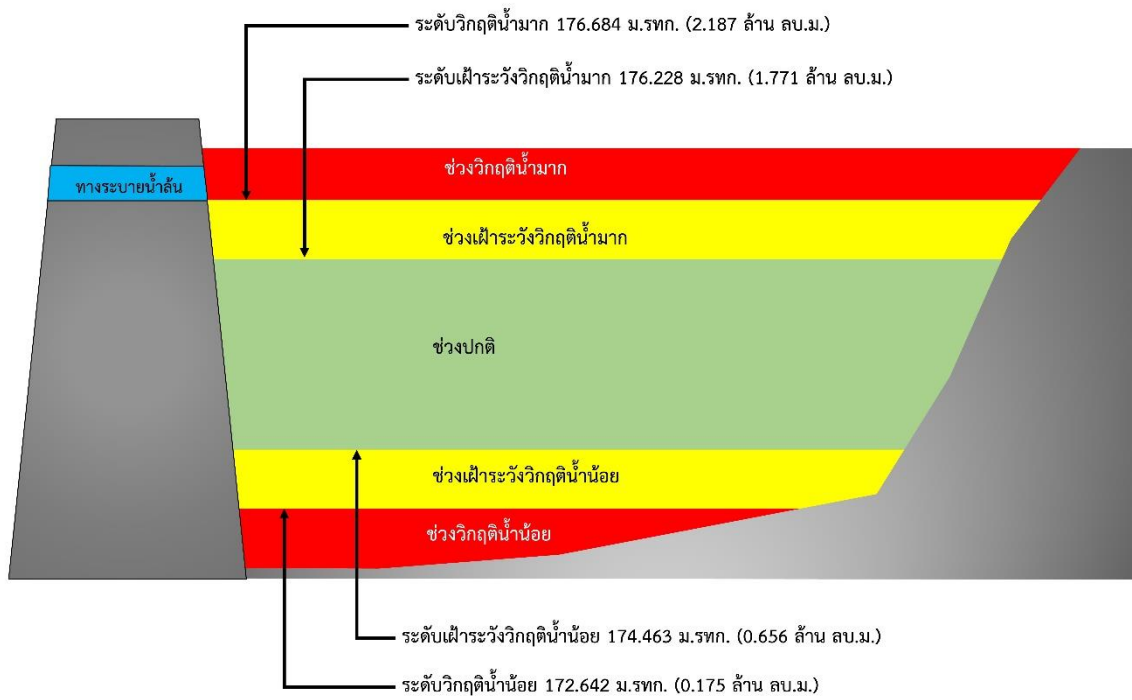 ระดับวิกฤติน้ำมาก 176.684 ม.รทก. (2.187 ล้าน ลบ.ม.)
ระดับเฝ้าระวังวิกฤติน้ำมาก 176.228 ม.รทก. (1.771 ล้าน ลบ.ม.)
ช่วงวิกฤติน้ำมาก
ทางระบายน้ำล้น
ช่วงเฝ้าระวังวิกฤติน้ำมาก
ช่วงปกติ
ช่วงเฝ้าระวังวิกฤติน้ำน้อย
ช่วงวิกฤติน้ำน้อย
ระดับเฝ้าระวังวิกฤติน้ำน้อย 174.463 ม.รทก. (0.656 ล้าน ลบ.ม.)
ระดับวิกฤติน้ำน้อย 172.642 ม.รทก. (0.175 ล้าน ลบ.ม.)